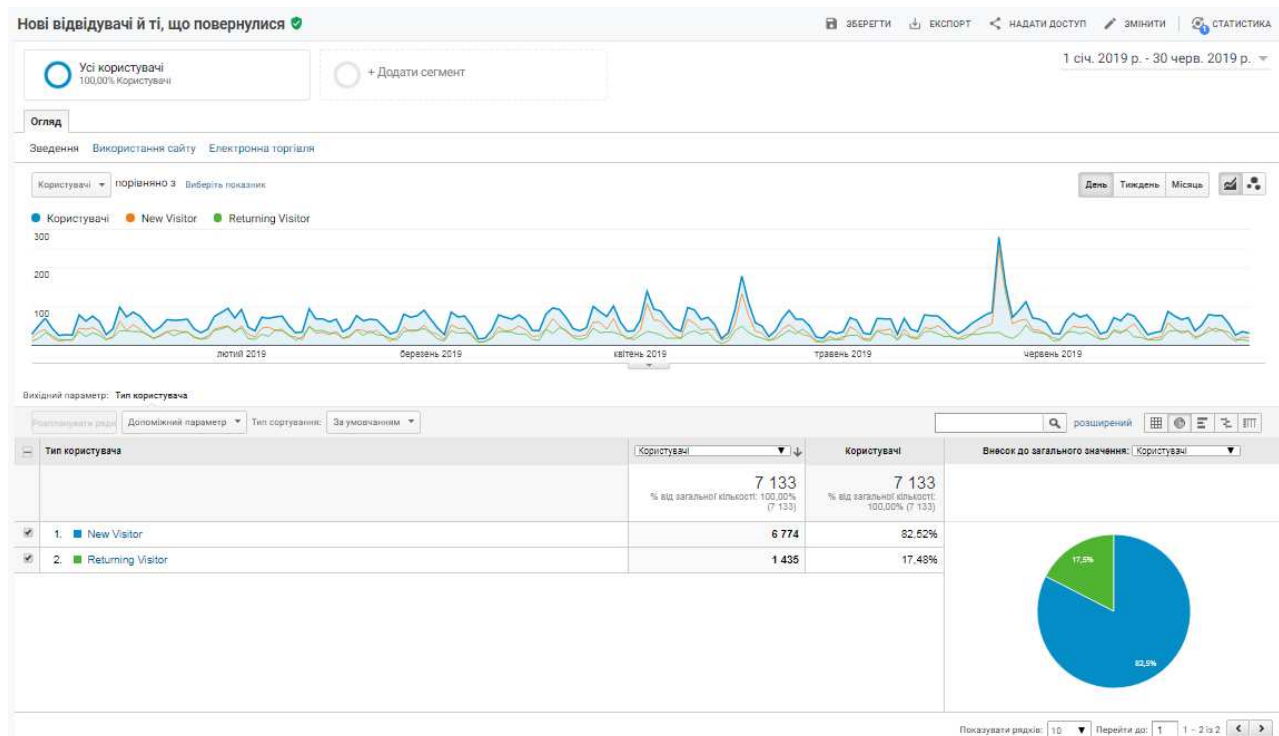 Нові відвідувачі й ті, що повернулися
ЗБЕРЕГТИ ЕКСПОРТ НАДАТИ ДОСТУП ЗМІНИТИ СТАТИСТИКА
Усі користувачі
100,00% Користувачі
+ Додати сегмент
1 січ. 2019 р. - 30 черв. 2019 р.
Огляд
Зведення Використання сайту Електронна торгівля
Користувачі порівняно з Виберіть показник
День Тиждень Місяць
Користувачі New Visitor Returning Visitor
300
200
100
лютий 2019 березень 2019 квітень 2019 травень 2019 червень 2019
Вихідний параметр: Тип користувача
Розпланувати ряди Допоміжний параметр Тип сортування: За умовчанням
розширений
Тип користувача Користувачі Користувачі Внесок до загального значення: Користувачі
7 133 7 133
% від загальної кількості: 100,00% % від загальної кількості:
(7 133) 100,00% (7 133)
1. New Visitor 6 774 82,52%
2. Returning Visitor 1 435 17,48%
17,5%
82,5%
Показувати рядків: 10 Перейти до: 1 1 - 2 із 2